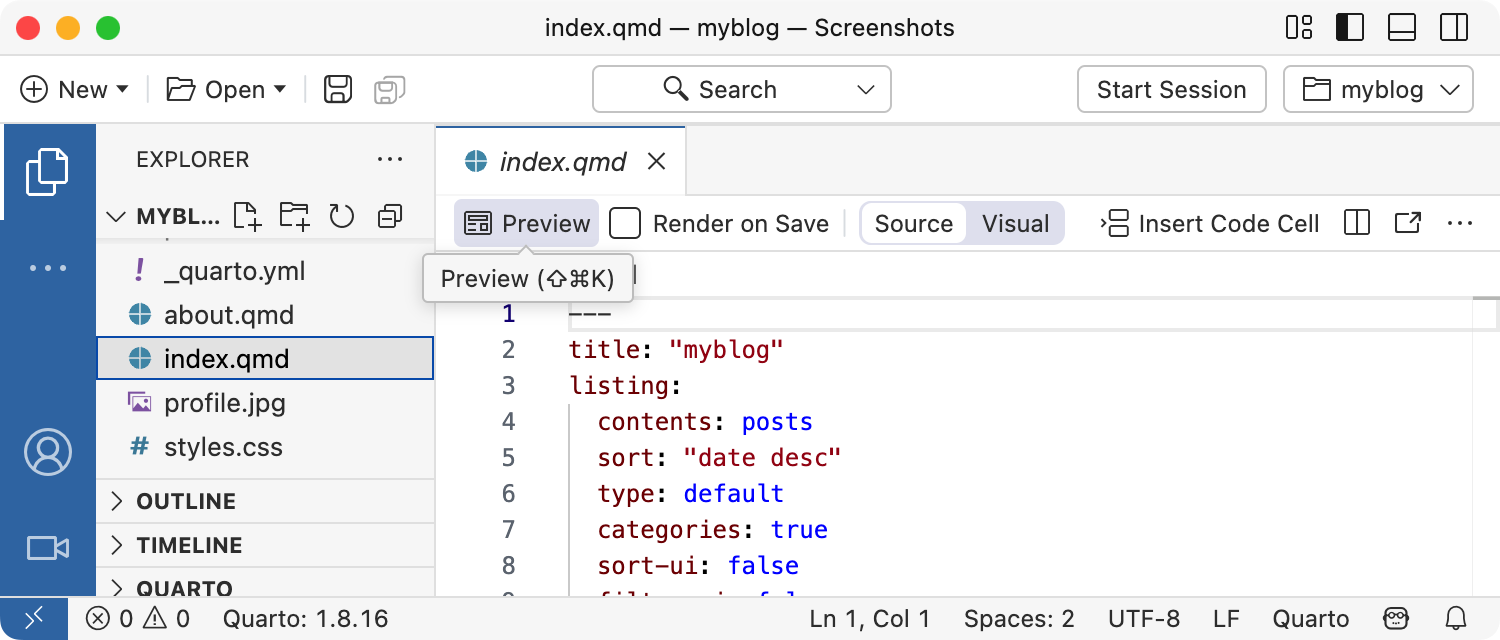 index.qmd — myblog — Screenshots
New Open Search Start Session myblog
EXPLORER
MYBL...
_quarto.yml
about.qmd
index.qmd
profile.jpg
styles.css
OUTLINE
TIMELINE
QUARTO
index.qmd
Preview Render on Save Source Visual Insert Code Cell
Preview (⇧⌘K)
1 ---
2 title: "myblog"
3 listing:
4 contents: posts
5 sort: "date desc"
6 type: default
7 categories: true
8 sort-ui: false
0 0 Quarto: 1.8.16 Ln 1, Col 1 Spaces: 2 UTF-8 LF Quarto